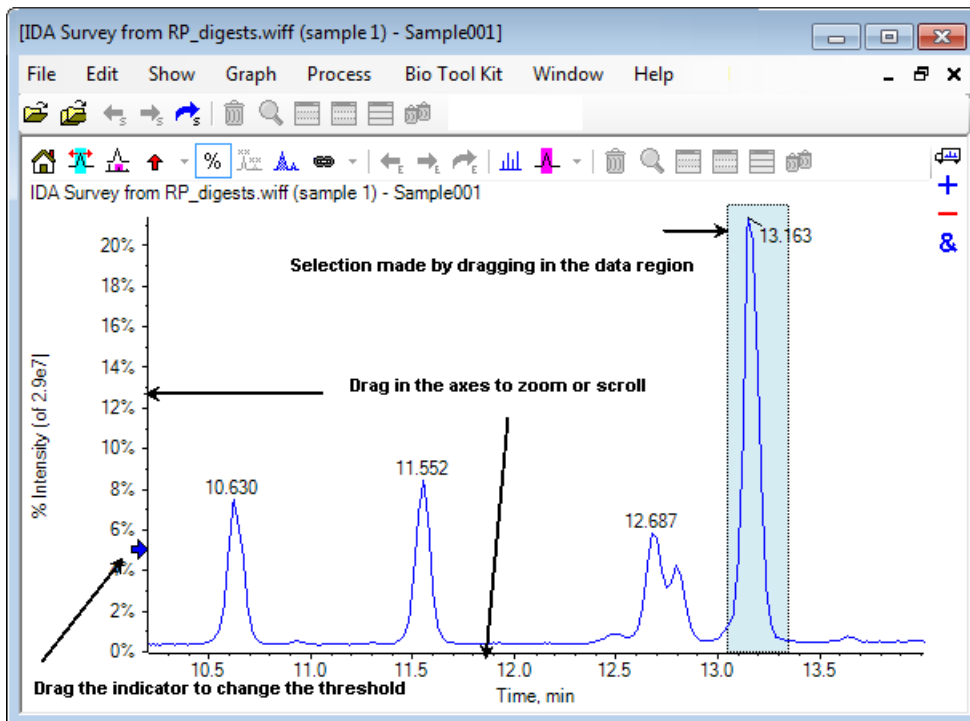 [IDA Survey from RP_digests.wiff (sample 1) - Sample001]
File Edit Show Graph Process Bio Tool Kit Window Help
S S S
% E E
IDA Survey from RP_digests.wiff (sample 1) - Sample001
&
13.163
20%
Selection made by dragging in the data region
18%
16%
14%
Drag in the axes to zoom or scroll
12%
10%
11.552
8%
10.630
12.687
6%
4%
2%
0%
% Intensity (of 2.9e7)
10.5 11.0 11.5 12.0 12.5 13.0 13.5
Drag the indicator to change the threshold
Time, min